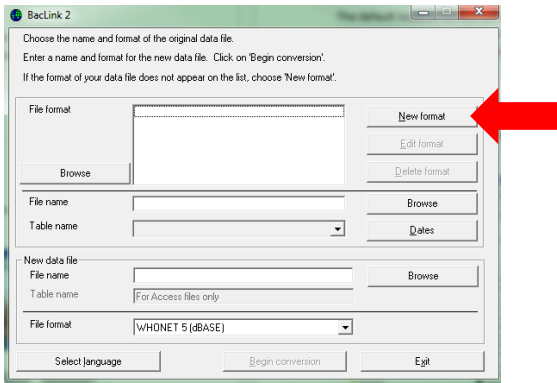 BacLink 2
Choose the name and format of the original data file.
Enter a name and format for the new data file. Click on 'Begin conversion'.
If the format of your data file does not appear on the list, choose 'New format'.
File format
New format
Edit format
Browse
Delete format
File name
Browse
Table name
Dates
New data file
File name
Browse
Table name
For Access files only
File format
WHONET 5 (dBASE)
Select language
Begin conversion
Exit